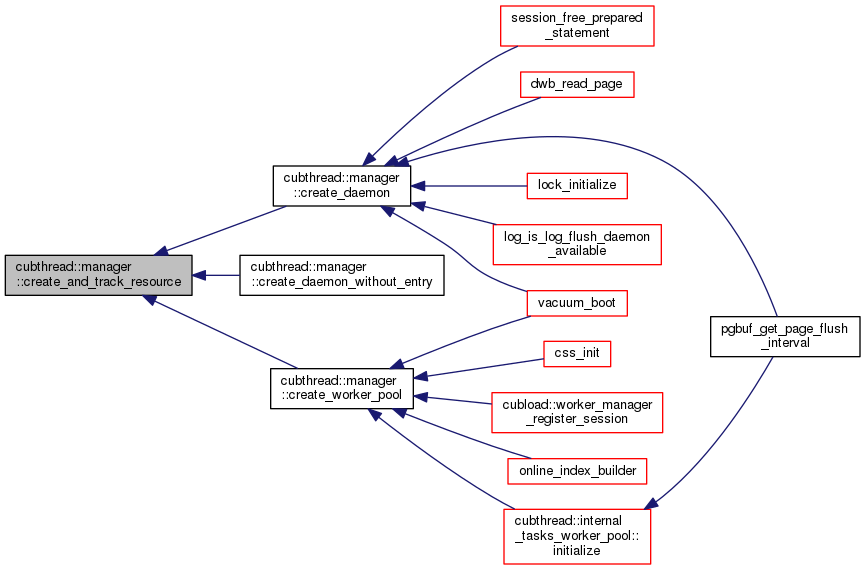 session_free_prepared
_statement
dwb_read_page
cubthread::manager
::create_daemon
lock_initialize
log_is_log_flush_daemon
_available
cubthread::manager
::create_and_track_resource
cubthread::manager
::create_daemon_without_entry
vacuum_boot
pgbuf_get_page_flush
_interval
css_init
cubthread::manager
::create_worker_pool
cubload::worker_manager
_register_session
online_index_builder
cubthread::internal
_tasks_worker_pool::
initialize